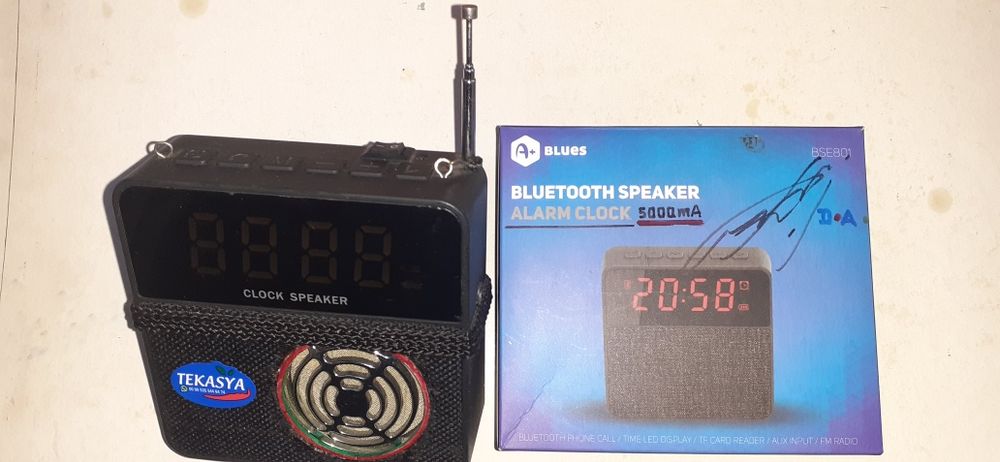 CLOCK SPEAKER
TEKASYA
A+ BLUES
BSE801
BLUETOOTH SPEAKER
ALARM CLOCK 5000mA
D.A
20:58
BLUETOOTH PHONE CALL / TIME LED DISPLAY / TF CARD READER / AUX INPUT / FM RADIO